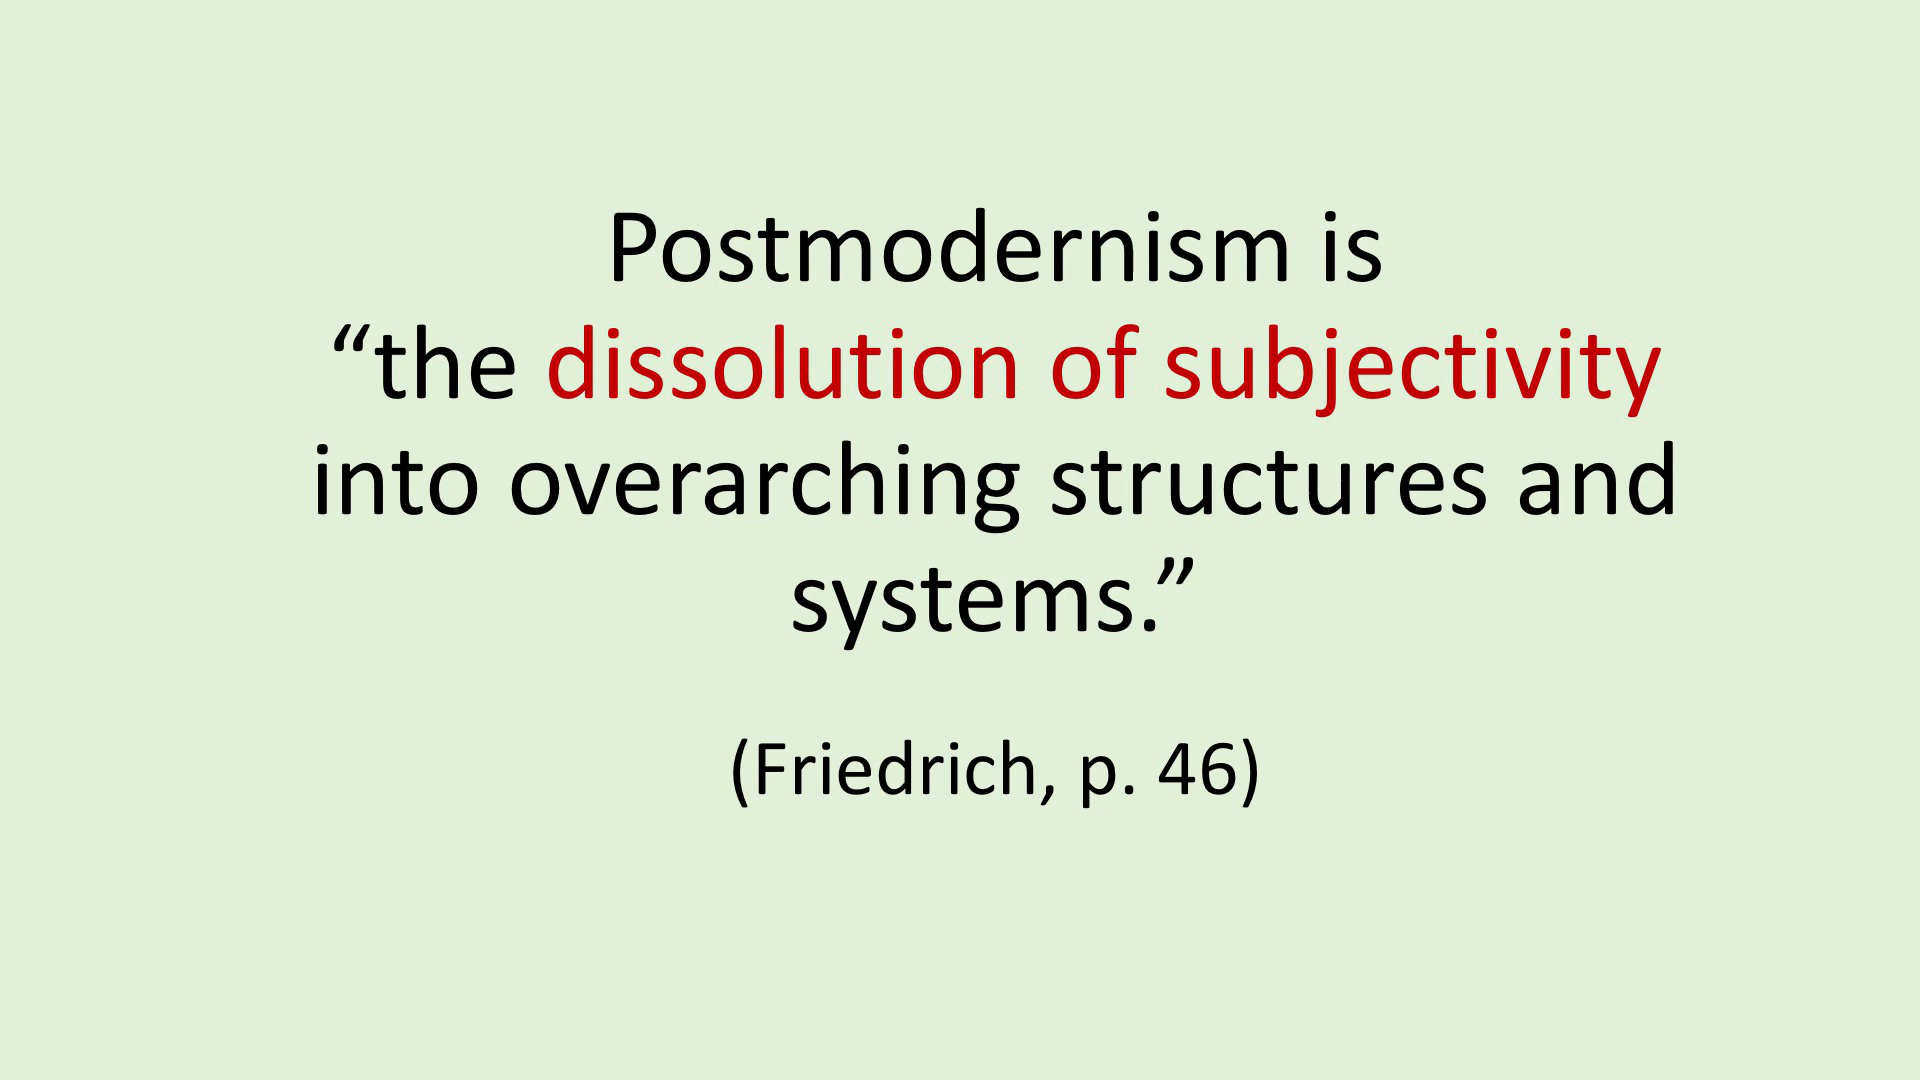 Postmodernism is
“the dissolution of subjectivity
into overarching structures and
systems.”
(Friedrich, p. 46)